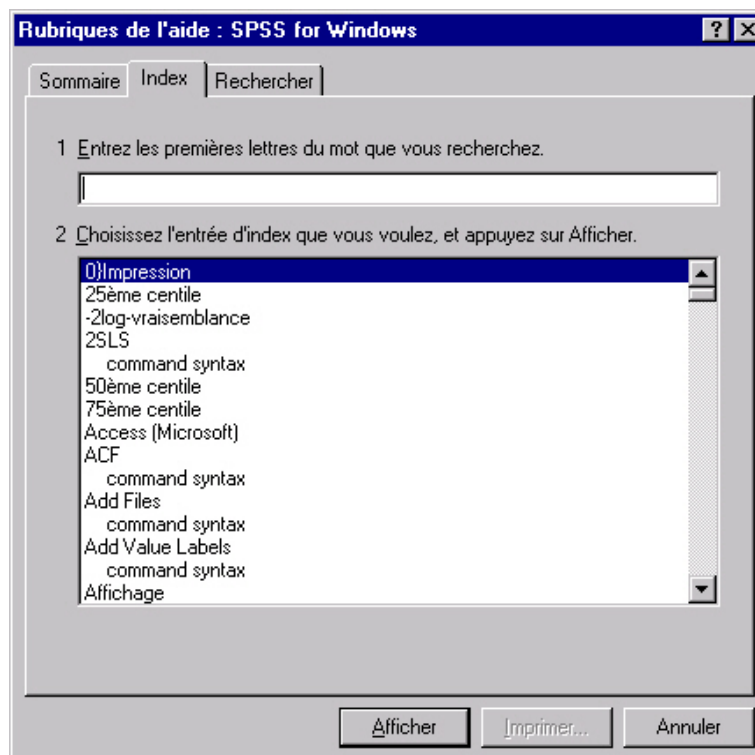 Rubriques de l'aide : SPSS for Windows
Sommaire Index Rechercher
1 Entrez les premières lettres du mot que vous recherchez.
2 Choisissez l'entrée d'index que vous voulez, et appuyez sur Afficher.
0}Impression
25ème centile
-2log-vraisemblance
2SLS
command syntax
50ème centile
75ème centile
Access (Microsoft)
ACF
command syntax
Add Files
command syntax
Add Value Labels
command syntax
Affichage
Afficher Imprimer... Annuler